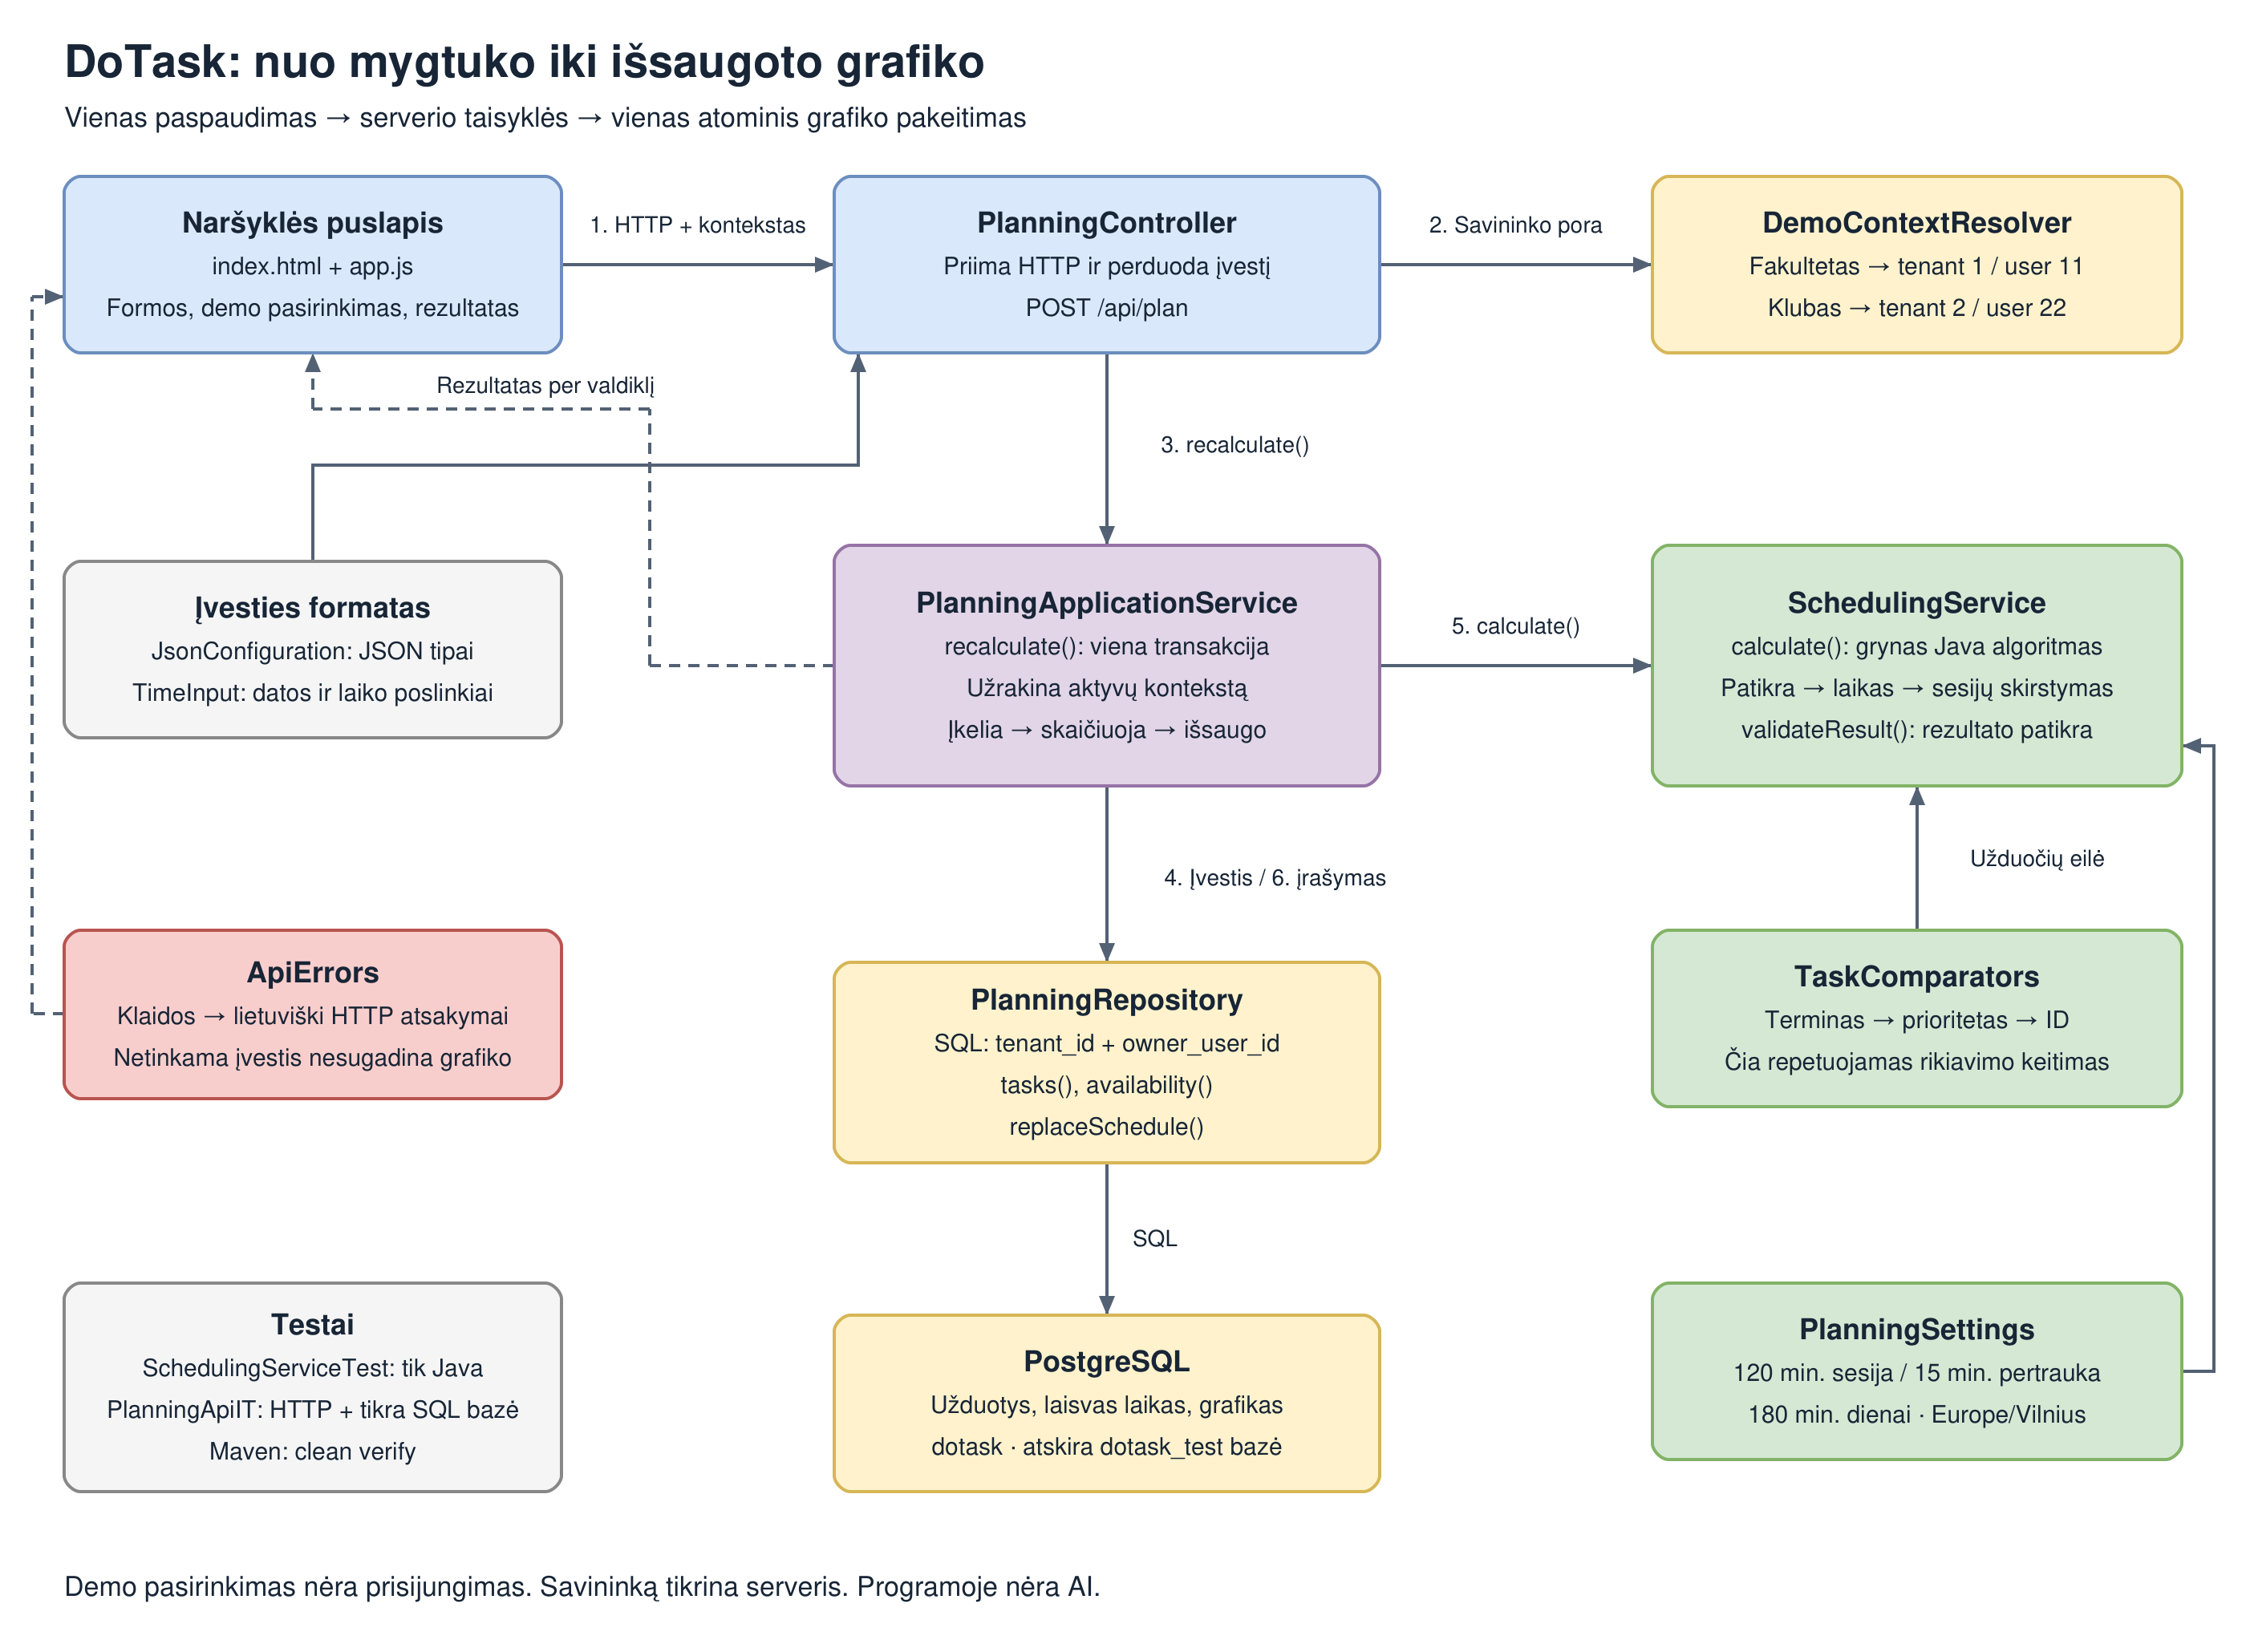 DoTask: nuo mygtuko iki išsaugoto grafiko
Vienas paspaudimas → serverio taisyklės → vienas atominis grafiko pakeitimas
Naršyklės puslapis
index.html + app.js
Formos, demo pasirinkimas, rezultatas
1. HTTP + kontekstas
PlanningController
Priima HTTP ir perduoda įvestį
POST /api/plan
2. Savininko pora
DemoContextResolver
Fakultetas → tenant 1 / user 11
Klubas → tenant 2 / user 22
Rezultatas per valdiklį
3. recalculate()
Įvesties formatas
JsonConfiguration: JSON tipai
TimeInput: datos ir laiko poslinkiai
PlanningApplicationService
recalculate(): viena transakcija
Užrakina aktyvų kontekstą
Įkelia → skaičiuoja → išsaugo
5. calculate()
SchedulingService
calculate(): grynas Java algoritmas
Patikra → laikas → sesijų skirstymas
validateResult(): rezultato patikra
4. Įvestis / 6. įrašymas
Užduočių eilė
ApiErrors
Klaidos → lietuviški HTTP atsakymai
Netinkama įvestis nesugadina grafiko
PlanningRepository
SQL: tenant_id + owner_user_id
tasks(), availability()
replaceSchedule()
TaskComparators
Terminas → prioritetas → ID
Čia repetuojamas rikiavimo keitimas
SQL
Testai
SchedulingServiceTest: tik Java
PlanningApiIT: HTTP + tikra SQL bazė
Maven: clean verify
PostgreSQL
Užduotys, laisvas laikas, grafikas
dotask · atskira dotask_test bazė
PlanningSettings
120 min. sesija / 15 min. pertrauka
180 min. dienai · Europe/Vilnius
Demo pasirinkimas nėra prisijungimas. Savininką tikrina serveris. Programoje nėra AI.